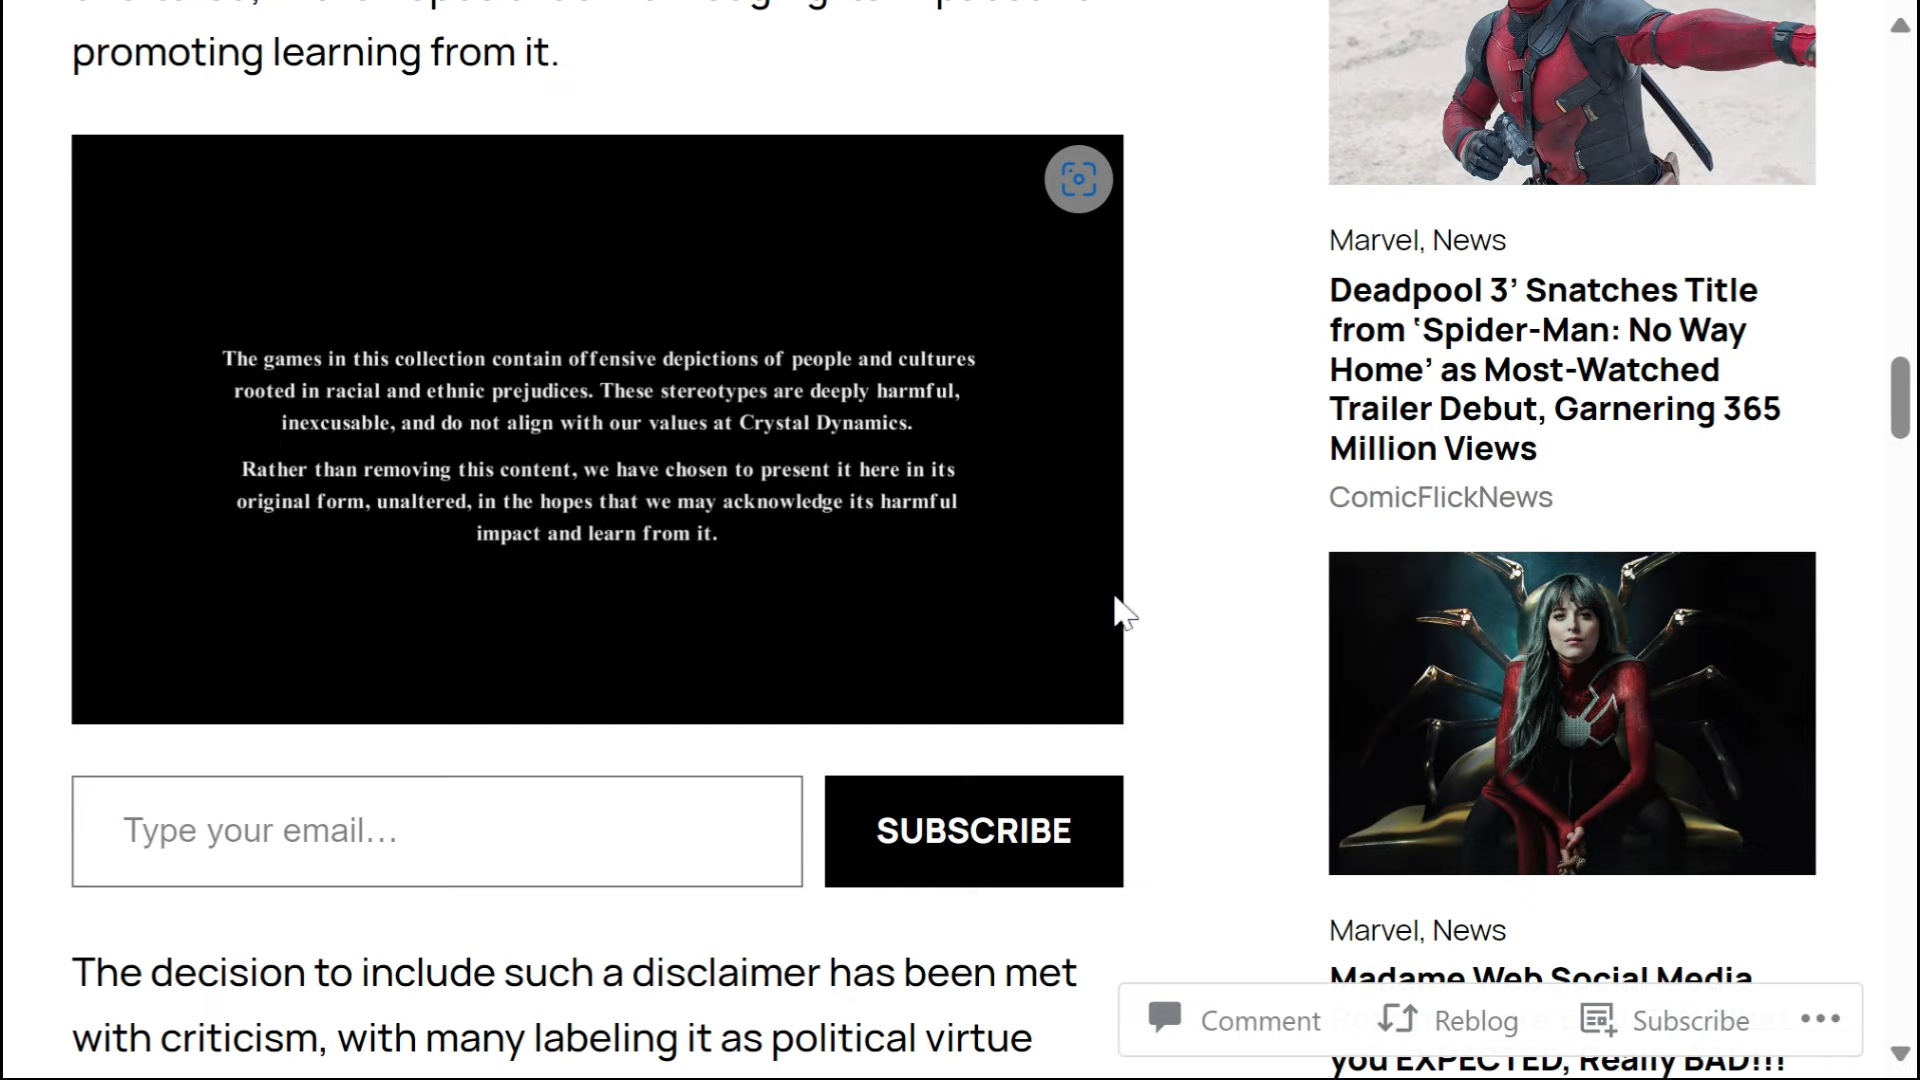 promoting learning from it.
The games in this collection contain offensive depictions of people and cultures
rooted in racial and ethnic prejudices. These stereotypes are deeply harmful,
inexcusable, and do not align with our values at Crystal Dynamics.
Rather than removing this content, we have chosen to present it here in its
original form, unaltered, in the hopes that we may acknowledge its harmful
impact and learn from it.
Type your email...
SUBSCRIBE
The decision to include such a disclaimer has been met
with criticism, with many labeling it as political virtue
Marvel, News
Deadpool 3’ Snatches Title
from ‘Spider-Man: No Way
Home’ as Most-Watched
Trailer Debut, Garnering 365
Million Views
ComicFlickNews
Marvel, News
Madame Web Social Media
you EXPECTED, Really BAD!!!
Comment
Reblog
Subscribe